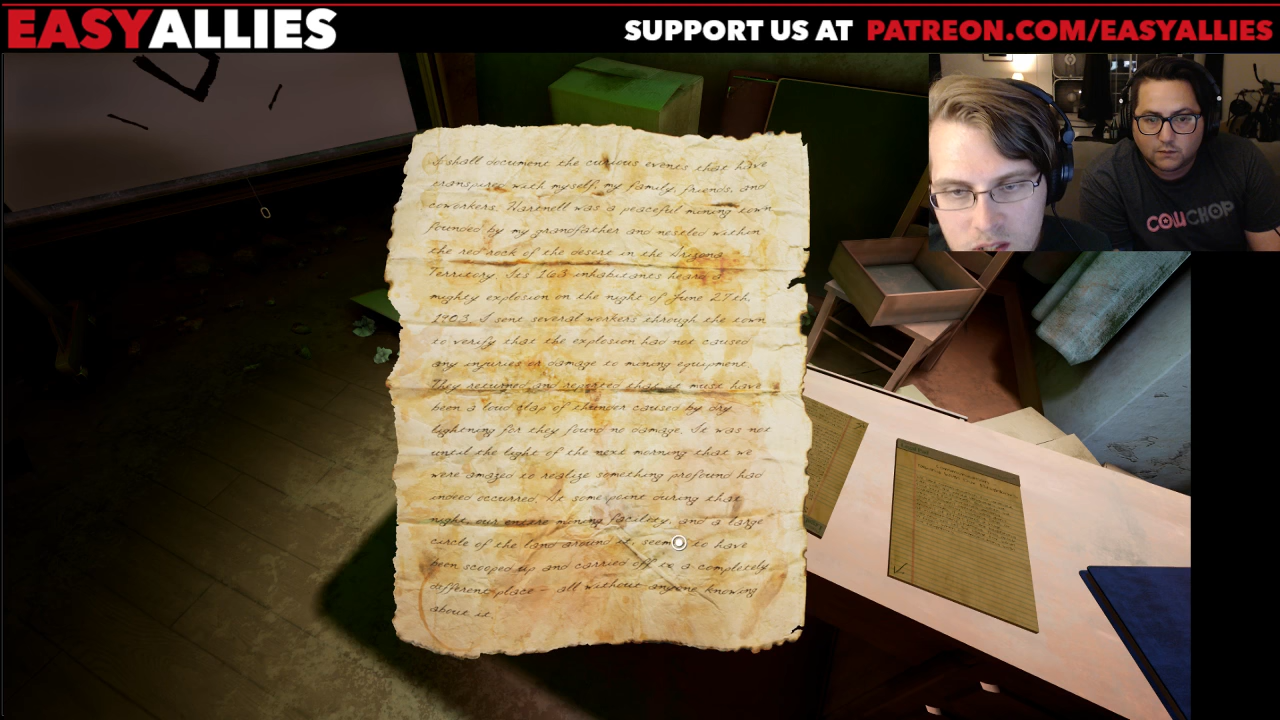 EASYALLIES
SUPPORT US AT PATREON.COM/EASYALLIES
COUCHOP
I shall document the curious events that have
transpired with myself, my family, friends, and
coworkers. Hartnell was a peaceful mining town
founded by my grandfather and nestled within
the red rock of the desert in the Arizona
Territory. Its 163 inhabitants heard a
mighty explosion on the night of June 27th,
1903. I sent several workers through the town
to verify that the explosion had not caused
any injuries or damage to mining equipment.
They returned and reported that it must have
been a loud clap of thunder caused by dry
lightning for they found no damage. It was not
until the light of the next morning that we
were amazed to realize something profound had
indeed occurred. At some point during that
night, our entire mining facility, and a large
circle of the land around it, seems to have
been scooped up and carried off to a completely
different place - all without anyone knowing
about it.